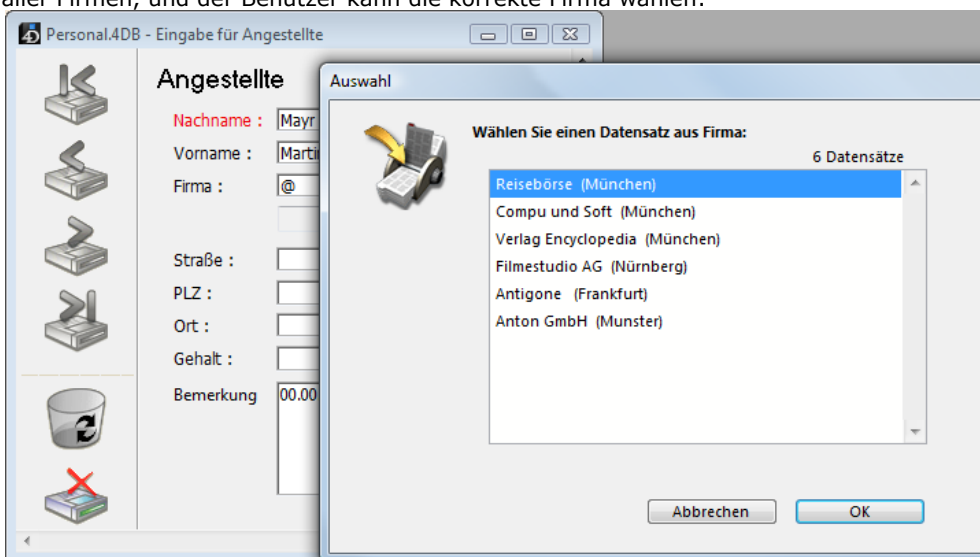 aller Firmen, und der Benutzer kann die korrekte Firma wählen:
Personal.4DB - Eingabe für Angestellte
Angestellte
Nachname : Mayr
Vorname :
Firma : @
Straße :
PLZ :
Ort :
Gehalt :
Bemerkung 00.00
Auswahl
Wählen Sie einen Datensatz aus Firma:
6 Datensätze
Reisebörse (München)
Compu und Soft (München)
Verlag Encyclopedia (München)
Filmestudio AG (Nürnberg)
Antigone (Frankfurt)
Anton GmbH (Munster)
Abbrechen OK